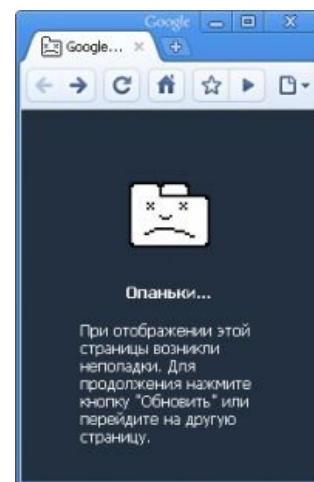 Google
Google...
Опаньки...
При отображении этой
страницы возникли
неполадки. Для
продолжения нажмите
кнопку "Обновить" или
перейдите на другую
страницу.